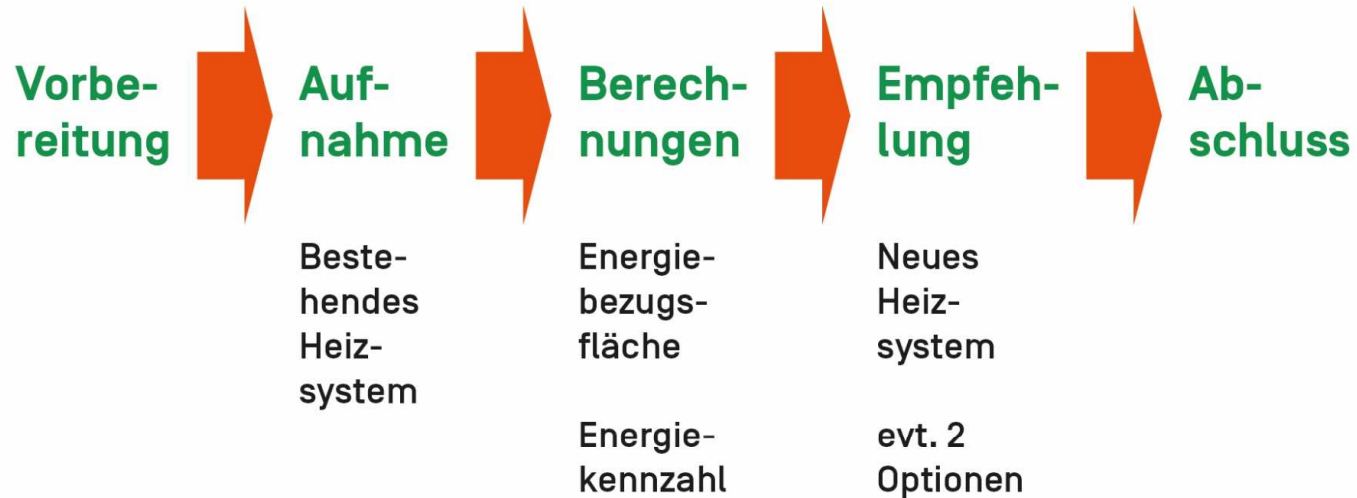 Vorbe-
reitung
Auf-
nahme
Beste-
hendes
Heiz-
system
Berech-
nungen
Energie-
bezugs-
fläche
Energie-
kennzahl
Empfeh-
lung
Neues
Heiz-
system
evt. 2
Optionen
Ab-
schluss